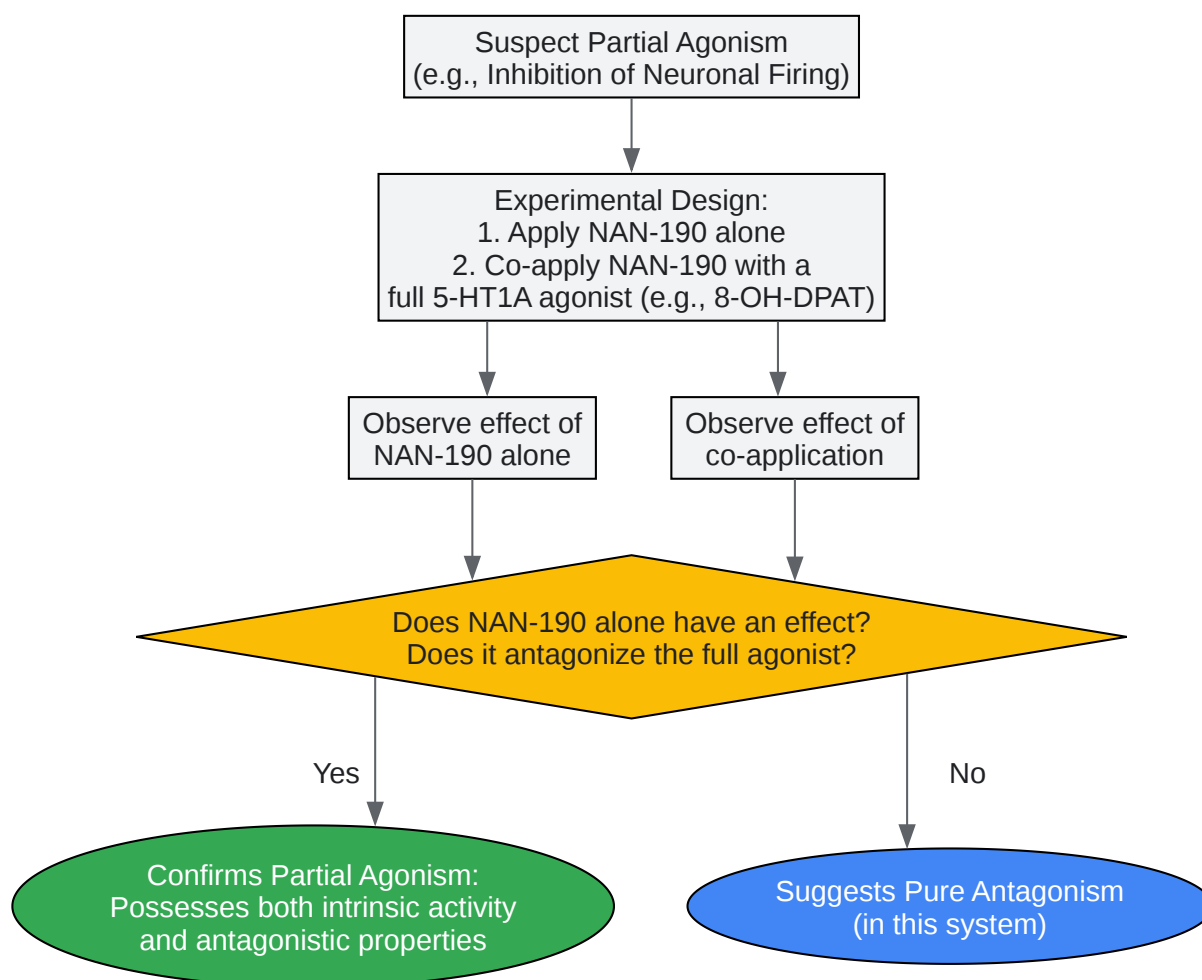 Suspect Partial Agonism
(e.g., Inhibition of Neuronal Firing)
Experimental Design:
1. Apply NAN-190 alone
2. Co-apply NAN-190 with a
full 5-HT1A agonist (e.g., 8-OH-DPAT)
Observe effect of
NAN-190 alone
Observe effect of
co-application
Does NAN-190 alone have an effect?
Does it antagonize the full agonist?
Yes
No
Confirms Partial Agonism:
Possesses both intrinsic activity
and antagonistic properties
Suggests Pure Antagonism
(in this system)